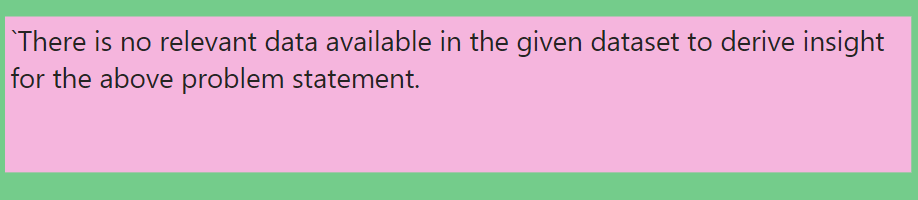 `There is no relevant data available in the given dataset to derive insight
for the above problem statement.